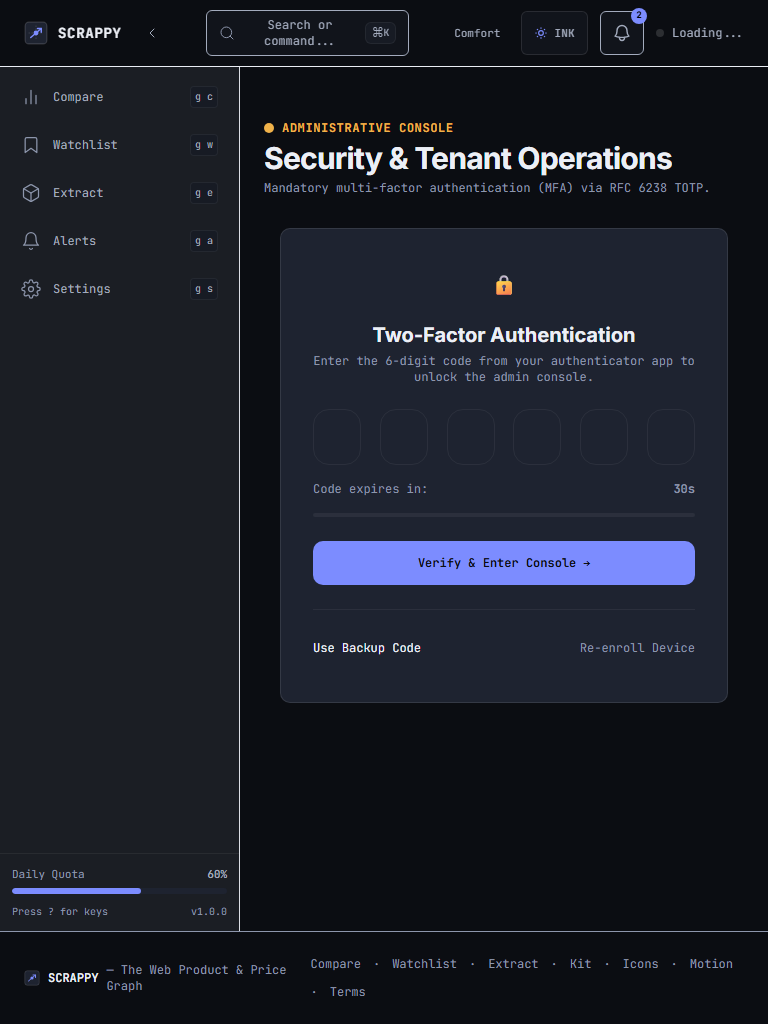 SCRAPPY
Search or
command...
⌘K
Comfort
INK
2
Loading...
Compare
g c
Watchlist
g w
Extract
g e
Alerts
g a
Settings
g s
ADMINISTRATIVE CONSOLE
Security & Tenant Operations
Mandatory multi-factor authentication (MFA) via RFC 6238 TOTP.
Two-Factor Authentication
Enter the 6-digit code from your authenticator app to
unlock the admin console.
Code expires in:
30s
Verify & Enter Console →
Use Backup Code
Re-enroll Device
Daily Quota
60%
Press ? for keys
v1.0.0
SCRAPPY
— The Web Product & Price
Graph
Compare · Watchlist · Extract · Kit · Icons · Motion
· Terms